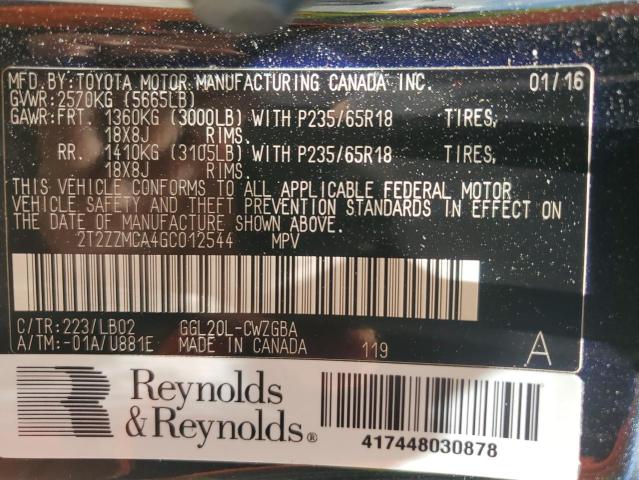 MFD.BY:TOYOTA MOTOR MANUFACTURING CANADA INC. 01/16
GVWR:2570KG (5665LB)
GAWR:FRT. 1360KG (3000LB) WITH P235/65R18 TIRES,
18X8J RIMS.
RR. 1410KG (3105LB) WITH P235/65R18 TIRES,
18X8J RIMS.
THIS VEHICLE CONFORMS TO ALL APPLICABLE FEDERAL MOTOR
VEHICLE SAFETY AND THEFT PREVENTION STANDARDS IN EFFECT ON
THE DATE OF MANUFACTURE SHOWN ABOVE.
2T2ZZMCA4GC012544 MPV
C/TR:223/LB02 GGL20L-CWZGBA
A/TM:-01A/U881E MADE IN CANADA 119 A
Reynolds
& Reynolds®
417448030878